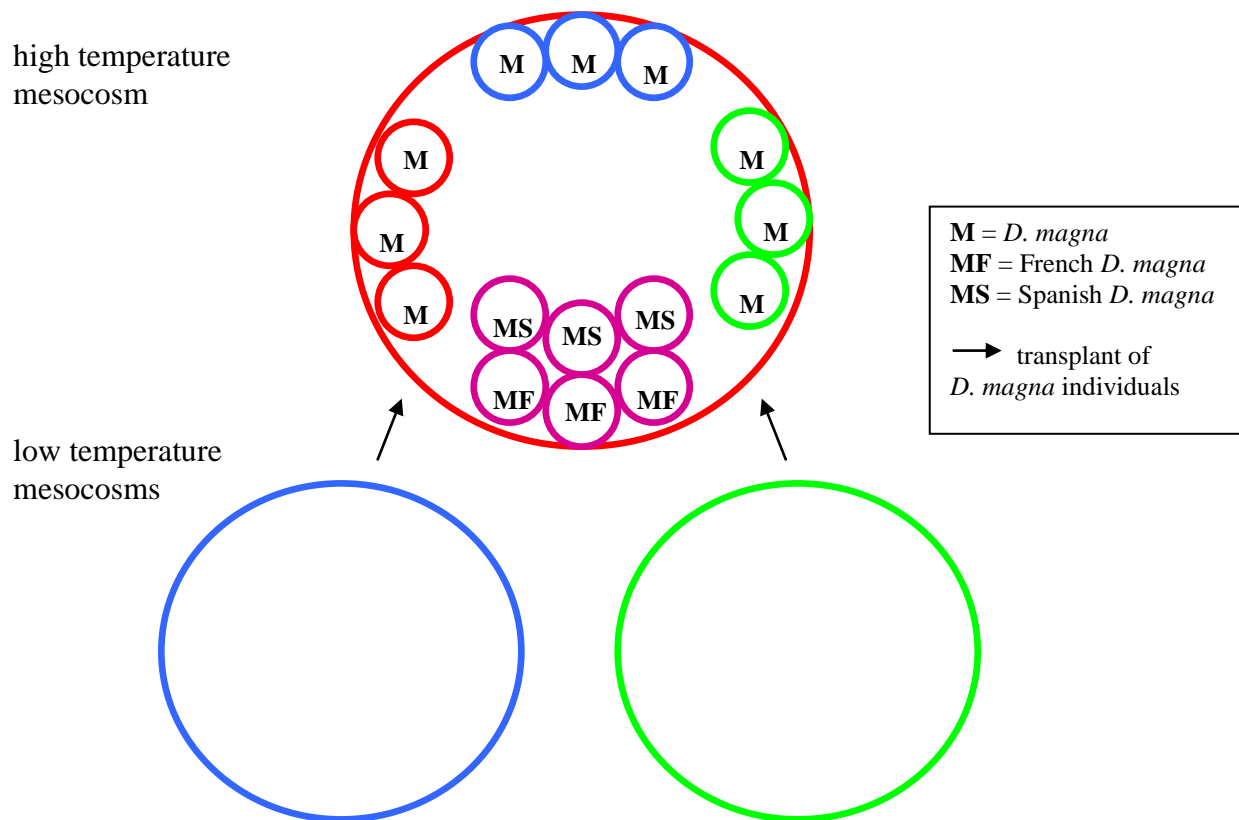 high temperature
mesocosm
M M M
M
M
M
M
M
M
MS MS MS
MF MF MF
M = D. magna
MF = French D. magna
MS = Spanish D. magna
transplant of
D. magna individuals
low temperature
mesocosms